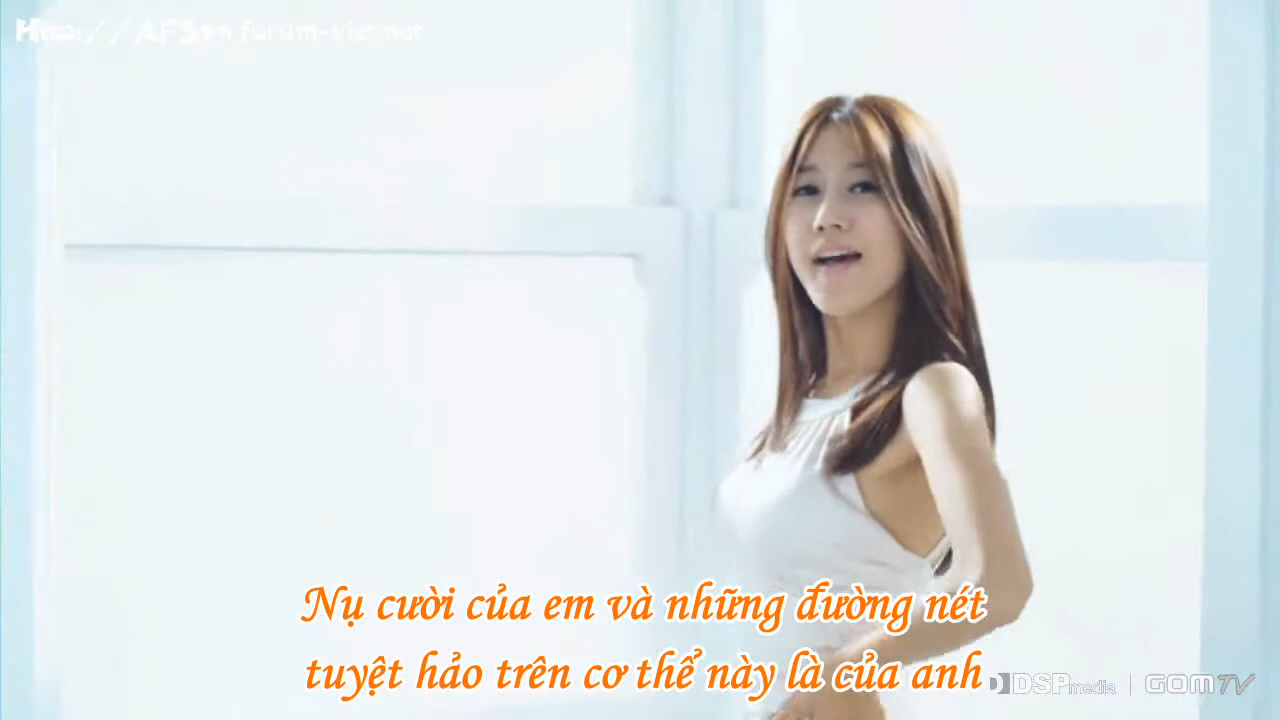 Nụ cười của em và những đường nét
tuyệt hảo trên cơ thể này là của anh
DSPmedia | GOMTV